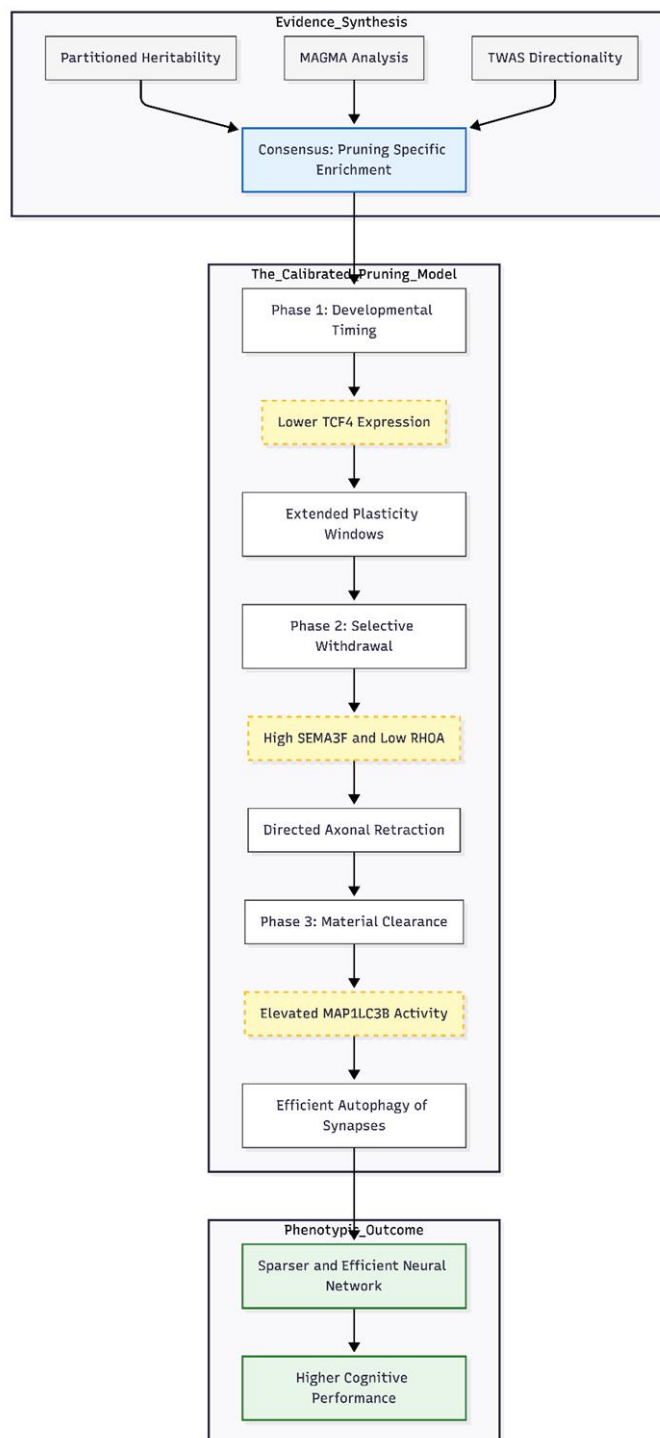 Evidence_Synthesis
Partitioned Heritability
MAGMA Analysis
TWAS Directionality
Consensus: Pruning Specific
Enrichment
The_Calibrated_Pruning_Model
Phase 1: Developmental
Timing
Lower TCF4 Expression
Extended Plasticity
Windows
Phase 2: Selective
Withdrawal
High SEMA3F and Low RHOA
Directed Axonal Retraction
Phase 3: Material Clearance
Elevated MAP1LC3B Activity
Efficient Autophagy of
Synapses
Phenotypic_Outcome
Sparser and Efficient Neural
Network
Higher Cognitive
Performance